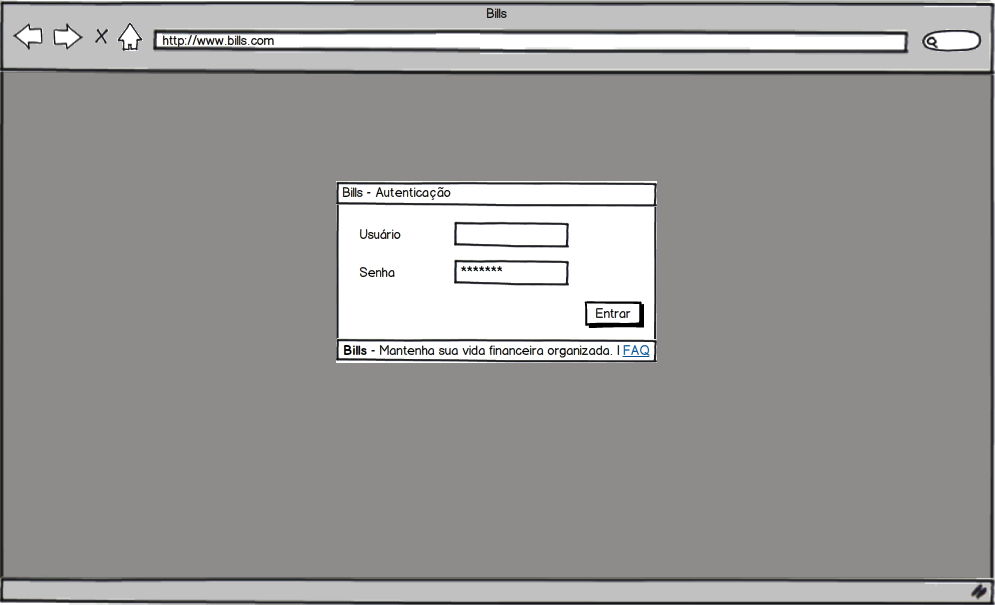 Bills
http://www.bills.com
Bills - Autenticação
Usuário
Senha *******
Entrar
Bills - Mantenha sua vida financeira organizada. | FAQ